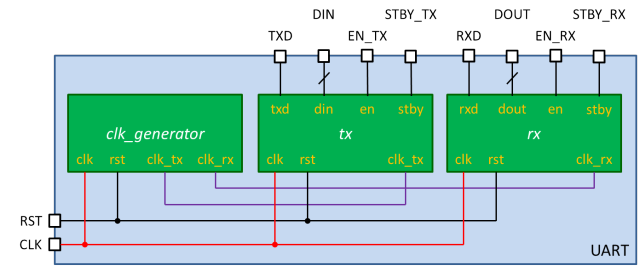 DIN STBY_TX DOUT STBY_RX
TXD EN_TX RXD EN_RX
txd din en stby rxd dout en stby
clk_generator tx rx
clk rst clk_tx clk_rx clk rst clk_tx clk rst clk_rx
RST
CLK
UART